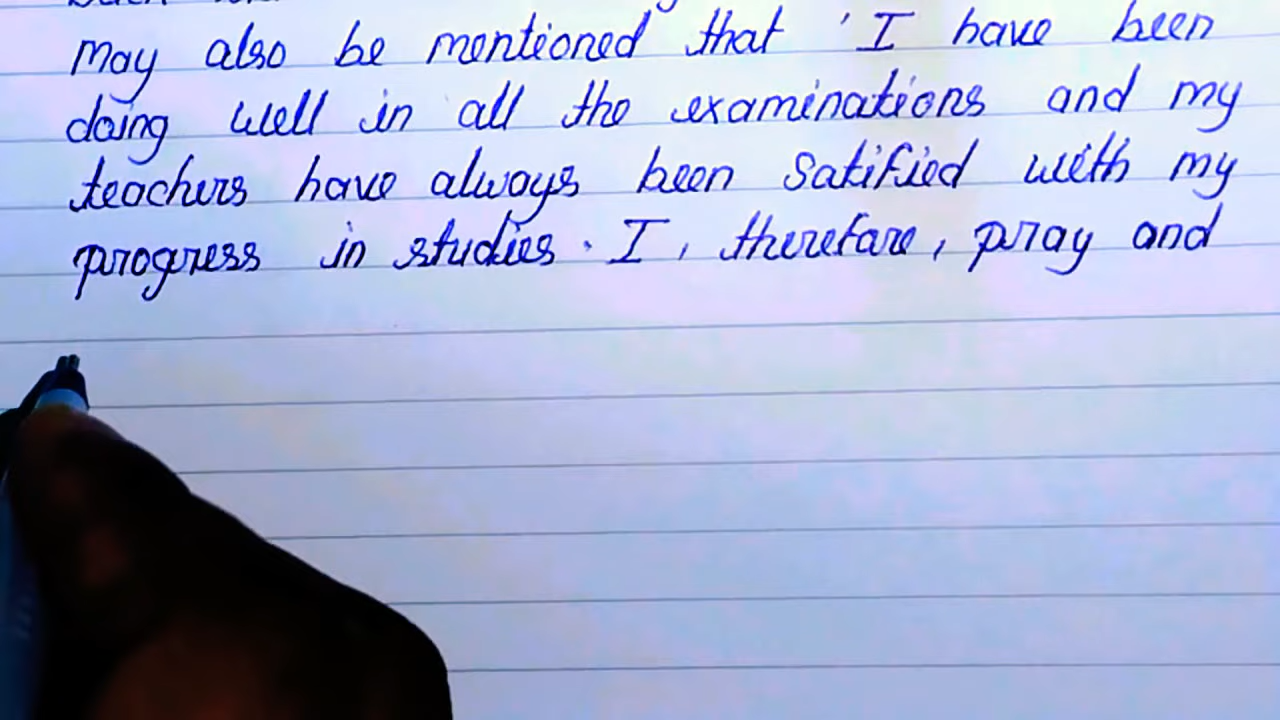 may also be mentioned that 'I have been
doing well in all the examinations and my
teachers have always been satified with my
progress in studies. I, therefore, pray and